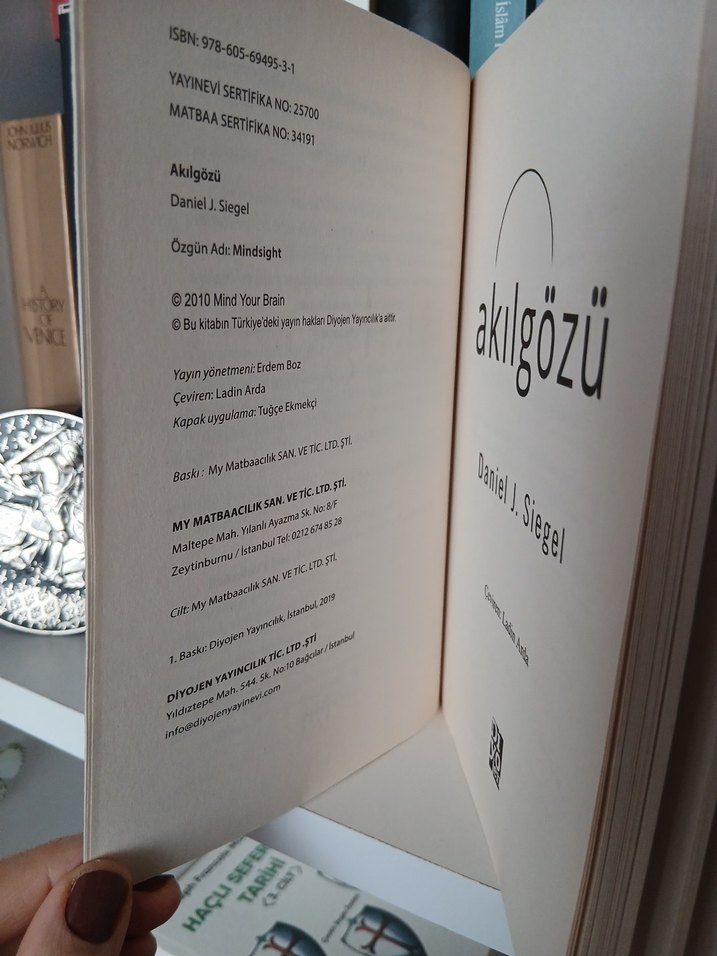 ISBN: 978-605-69495-3-1
YAYINEVİ SERTİFİKA NO: 25700
MATBAA SERTİFİKA NO: 34191
Akılgözü
Daniel J. Siegel
Özgün Adı: Mindsight
© 2010 Mind Your Brain
© Bu kitabın Türkiye'deki yayın hakları Diyojen Yayıncılık'a aittir.
Yayın yönetmeni: Erdem Boz
Çeviren: Ladin Arda
Kapak uygulama: Tuğçe Ekmekçi
Baskı : My Matbaacılık SAN. VE TİC. LTD. ŞTİ.
MY MATBAACILIK SAN. VE TİC. LTD. ŞTİ.
Maltepe Mah. Yılanlı Ayazma Sk. No: 8/F
Zeytinburnu / İstanbul Tel: 0212 674 85 28
Cilt: My Matbaacılık SAN. VE TİC. LTD. ŞTİ.
1. Baskı: Diyojen Yayıncılık, İstanbul, 2019
DİYOJEN YAYINCILIK TİC. LTD .ŞTİ
Yıldıztepe Mah. 544. Sk. No:10 Bağcılar / İstanbul
info@diyojenyayinevi.com
akılgözü
Daniel J. Siegel
Çeviren: Ladin Arda
JOHN JULIUS
NORWICH
A
HISTORY
OF
VENICE
İslâm
HAÇLI SEFER
TARİHİ
(3. CİLT)